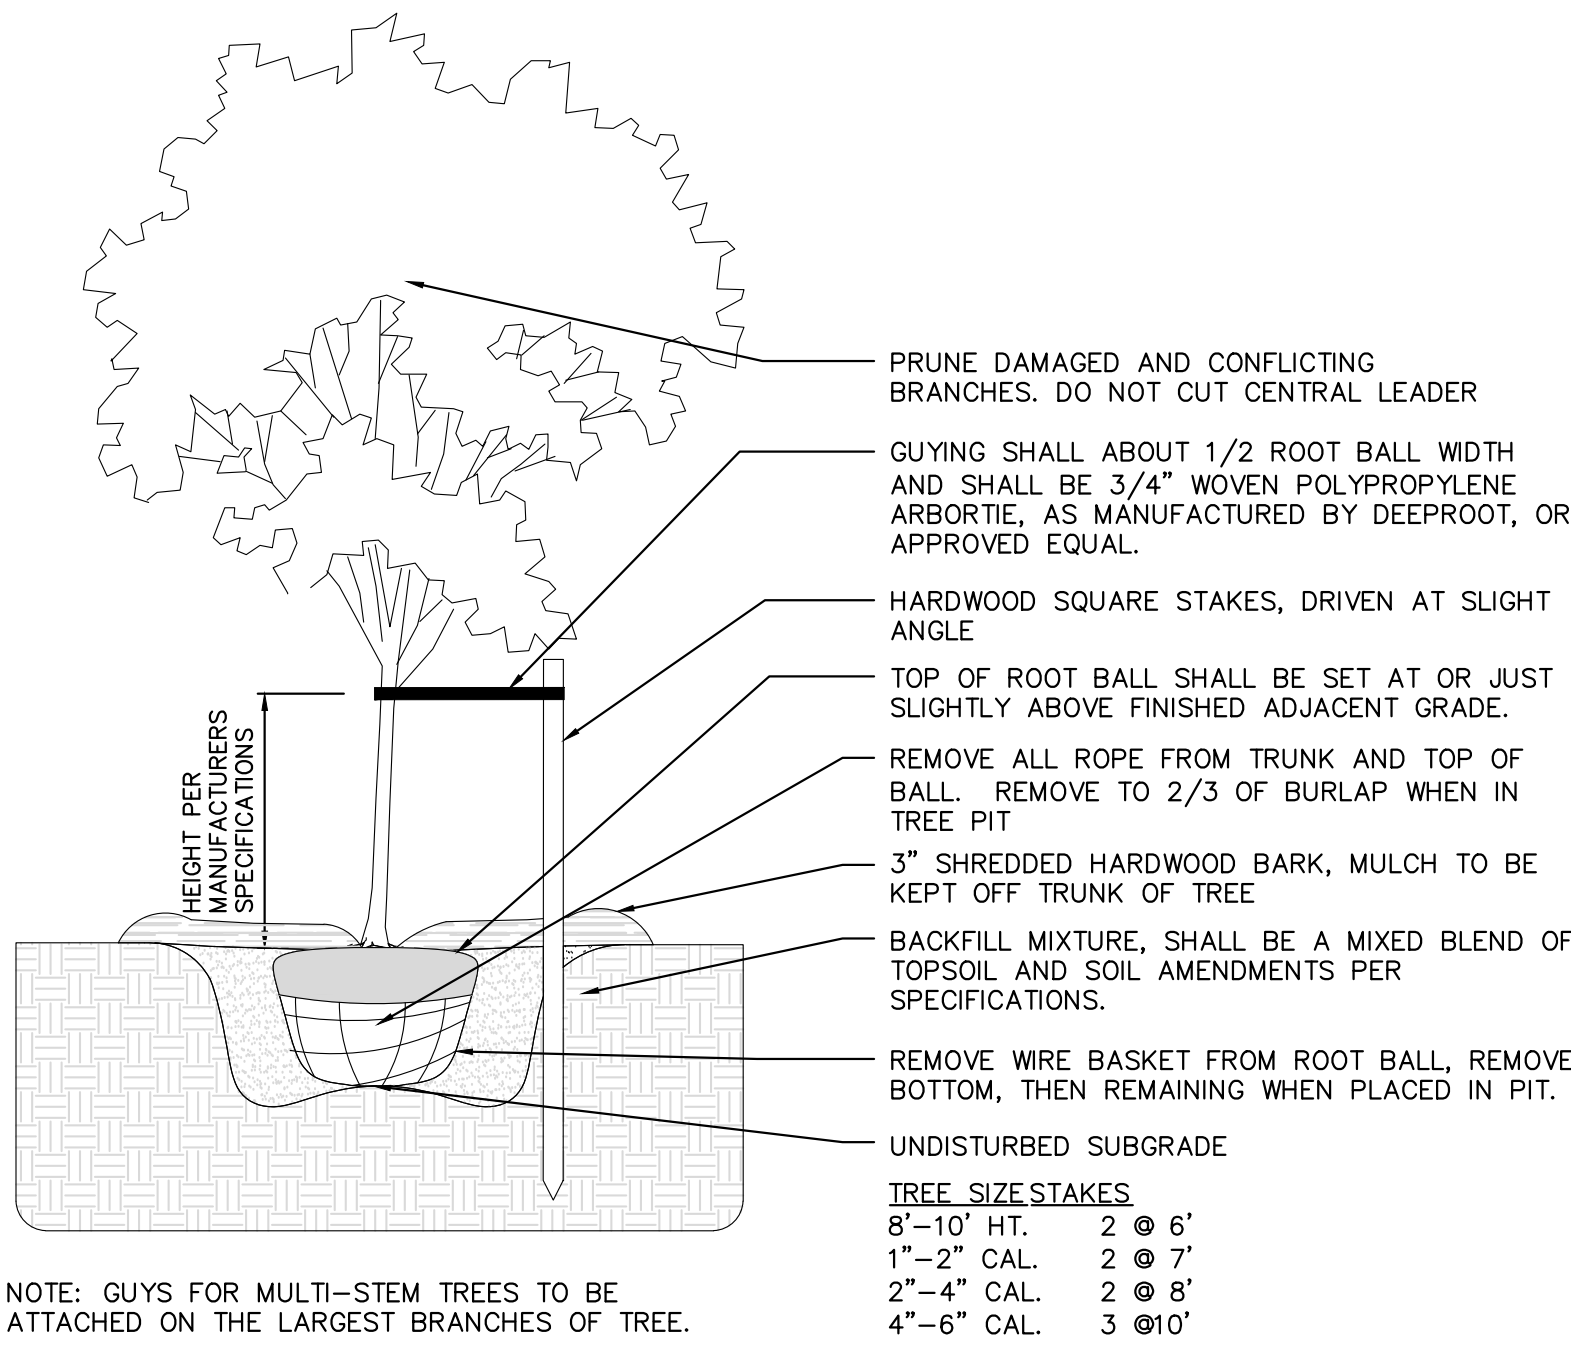 PRUNE DAMAGED AND CONFLICTING
BRANCHES. DO NOT CUT CENTRAL LEADER
GUYING SHALL ABOUT 1/2 ROOT BALL WIDTH
AND SHALL BE 3/4” WOVEN POLYPROPYLENE
ARBORTIE, AS MANUFACTURED BY DEEPROOT, OR
APPROVED EQUAL.
HARDWOOD SQUARE STAKES, DRIVEN AT SLIGHT
ANGLE
TOP OF ROOT BALL SHALL BE SET AT OR JUST
SLIGHTLY ABOVE FINISHED ADJACENT GRADE.
REMOVE ALL ROPE FROM TRUNK AND TOP OF
BALL. REMOVE TO 2/3 OF BURLAP WHEN IN
TREE PIT
3” SHREDDED HARDWOOD BARK, MULCH TO BE
KEPT OFF TRUNK OF TREE
BACKFILL MIXTURE, SHALL BE A MIXED BLEND OF
TOPSOIL AND SOIL AMENDMENTS PER
SPECIFICATIONS.
REMOVE WIRE BASKET FROM ROOT BALL, REMOVE
BOTTOM, THEN REMAINING WHEN PLACED IN PIT.
UNDISTURBED SUBGRADE
TREE SIZE STAKES
8’–10’ HT. 2 @ 6’
1”–2” CAL. 2 @ 7’
2”–4” CAL. 2 @ 8’
4”–6” CAL. 3 @10’
HEIGHT PER
MANUFACTURERS
SPECIFICATIONS
NOTE: GUYS FOR MULTI–STEM TREES TO BE
ATTACHED ON THE LARGEST BRANCHES OF TREE.